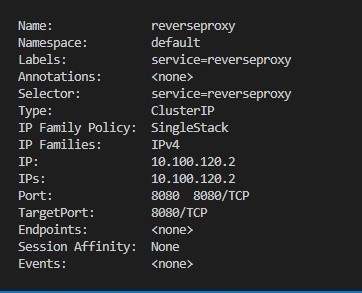 Name: reverseproxy
Namespace: default
Labels: service=reverseproxy
Annotations: <none>
Selector: service=reverseproxy
Type: ClusterIP
IP Family Policy: SingleStack
IP Families: IPv4
IP: 10.100.120.2
IPs: 10.100.120.2
Port: 8080 8080/TCP
TargetPort: 8080/TCP
Endpoints: <none>
Session Affinity: None
Events: <none>